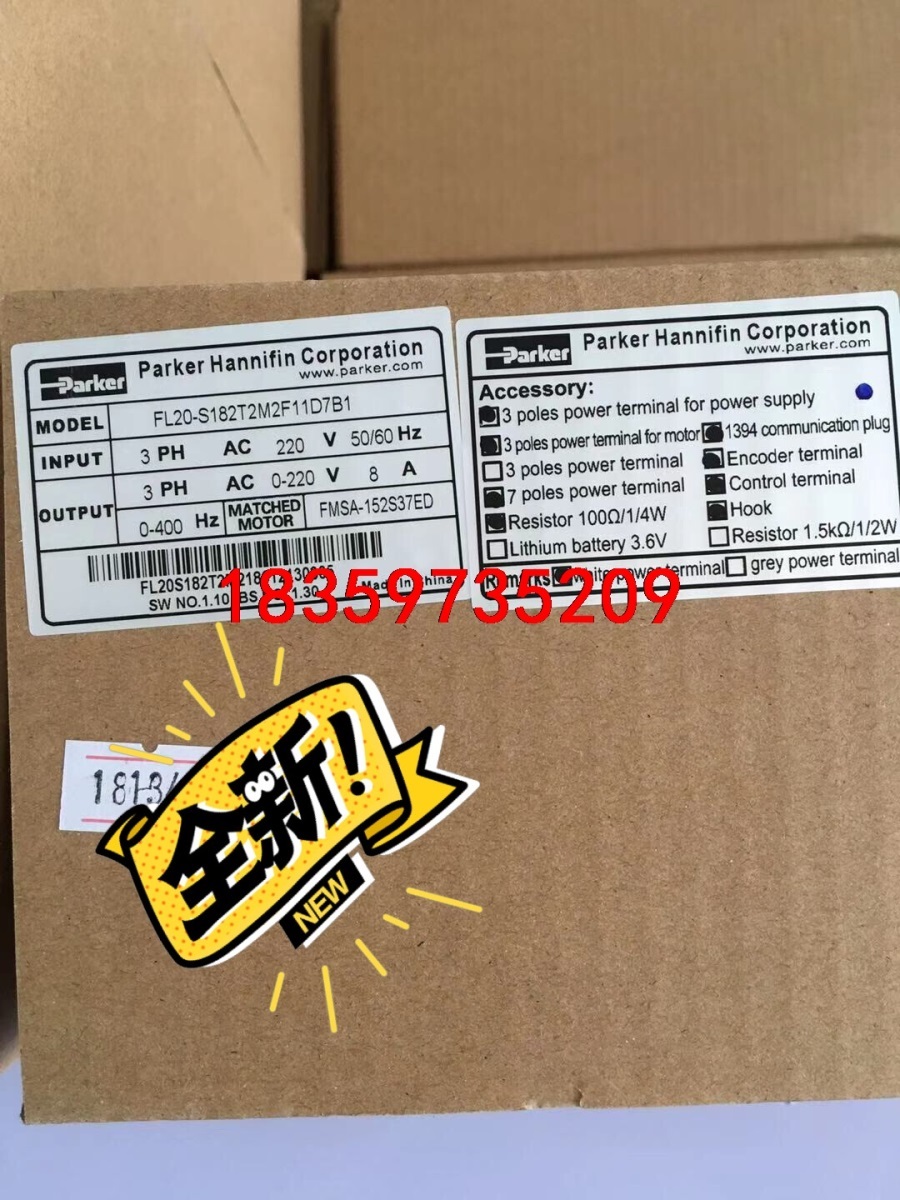 Parker
Parker Hannifin Corporation
www.parker.com
MODEL FL20-S182T2M2F11D7B1
INPUT 3 PH AC 220 V 50/60 Hz
OUTPUT 3 PH AC 0-220 V 8 A
0-400 Hz MATCHED MOTOR FMSA-152S37ED
SW NO.1.10
Parker
Parker Hannifin Corporation
www.parker.com
Accessory:
3 poles power terminal for power supply
3 poles power terminal for motor 1394 communication plug
3 poles power terminal Encoder terminal
7 poles power terminal Control terminal
Resistor 100Ω/1/4W Hook
Lithium battery 3.6V Resistor 1.5kΩ/1/2W
Remarks white power terminal grey power terminal
18359735209
1813
全新!
NEW